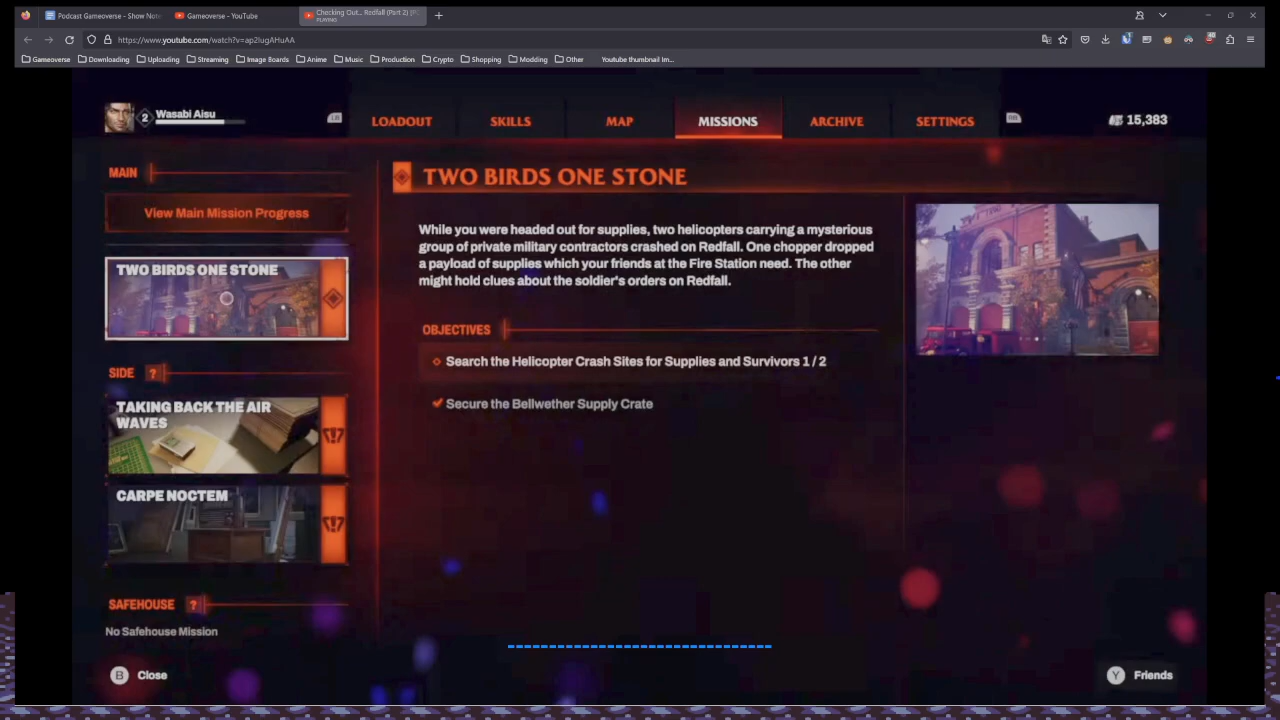 Podcast Gameoverse - Show Note
Gameoverse - YouTube
Checking Out... Redfall (Part 2)
PLAYING
https://www.youtube.com/watch?v=ap2lugAHuAA
Gameoverse Downloading Uploading Streaming Image Boards Anime Music Production Crypto Shopping Modding Other Youtube thumbnail im...
2 Wasabi Aisu
LB LOADOUT SKILLS MAP MISSIONS ARCHIVE SETTINGS RB
15,383
MAIN
View Main Mission Progress
TWO BIRDS ONE STONE
SIDE ?
TAKING BACK THE AIR
WAVES
CARPE NOCTEM
SAFEHOUSE ?
No Safehouse Mission
TWO BIRDS ONE STONE
While you were headed out for supplies, two helicopters carrying a mysterious
group of private military contractors crashed on Redfall. One chopper dropped
a payload of supplies which your friends at the Fire Station need. The other
might hold clues about the soldier's orders on Redfall.
OBJECTIVES
Search the Helicopter Crash Sites for Supplies and Survivors 1 / 2
Secure the Bellwether Supply Crate
B Close
Y Friends